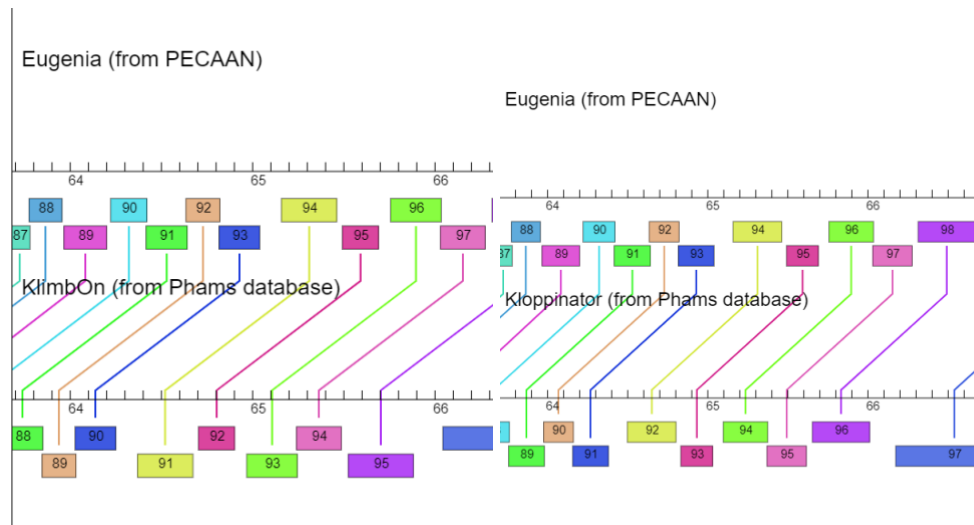 Eugenia (from PECAAN)
64 65 66
88 90 92 94 96
87 89 91 93 95 97
KlimbOn (from Phams database)
64 65 66
88 90 92 94
89 91 93 95
Eugenia (from PECAAN)
64 65 66
88 90 92 94 96 98
87 89 91 93 95 97
Kloppinator (from Phams database)
64 65 66
90 92 94 96
89 91 93 95 97